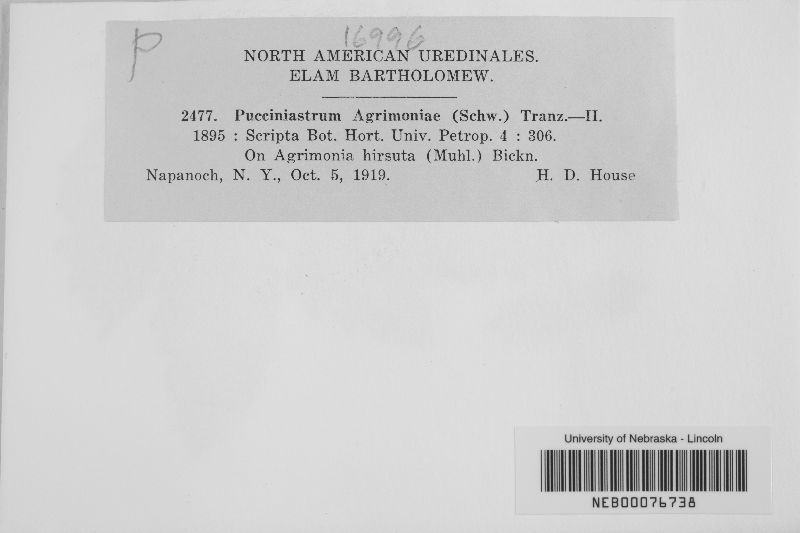 P
16996
NORTH AMERICAN UREDINALES.
ELAM BARTHOLOMEW.
2477. Pucciniastrum Agrimoniae (Schw.) Tranz.—II.
1895 : Scripta Bot. Hort. Univ. Petrop. 4 : 306.
On Agrimonia hirsuta (Muhl.) Bickn.
Napanoch, N. Y., Oct. 5, 1919. H. D. House
University of Nebraska - Lincoln
NEB00076738